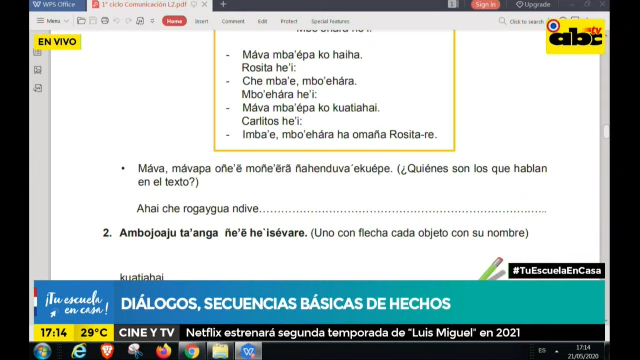 WPS Office
1° ciclo Comunicación L2.pdf
Sign in
Upgrade
Home
Insert
Comment
Edit
Page
Protect
Tools
Click to search
EN VIVO
abc
tv
- Máva mba'épa ko haiha.
Rosita he'i:
- Che mba'e, mbo'ehára.
Mbo'ehára he'i:
- Máva mba'épa ko kuatiahai.
Carlitos he'i:
- Imba'e, mbo'ehára ha omaña Rosita-re.
• Máva, mávapa oñe'ẽ moñe'ẽrã ñahenduva´ekuépe. (¿Quiénes son los que hablan
en el texto?)
Ahai che rogaygua ndive
2. Ambojoaju ta'anga ñe'ẽ he`isévare. (Uno con flecha cada objeto con su nombre)
kuatiahai
#TuEscuelaEnCasa
¡Tu escuela
en casa!
DIÁLOGOS, SECUENCIAS BÁSICAS DE HECHOS
17:14 29°C CINE Y TV Netflix estrenará segunda temporada de "Luis Miguel" en 2021
ES
17:14
21/05/2020